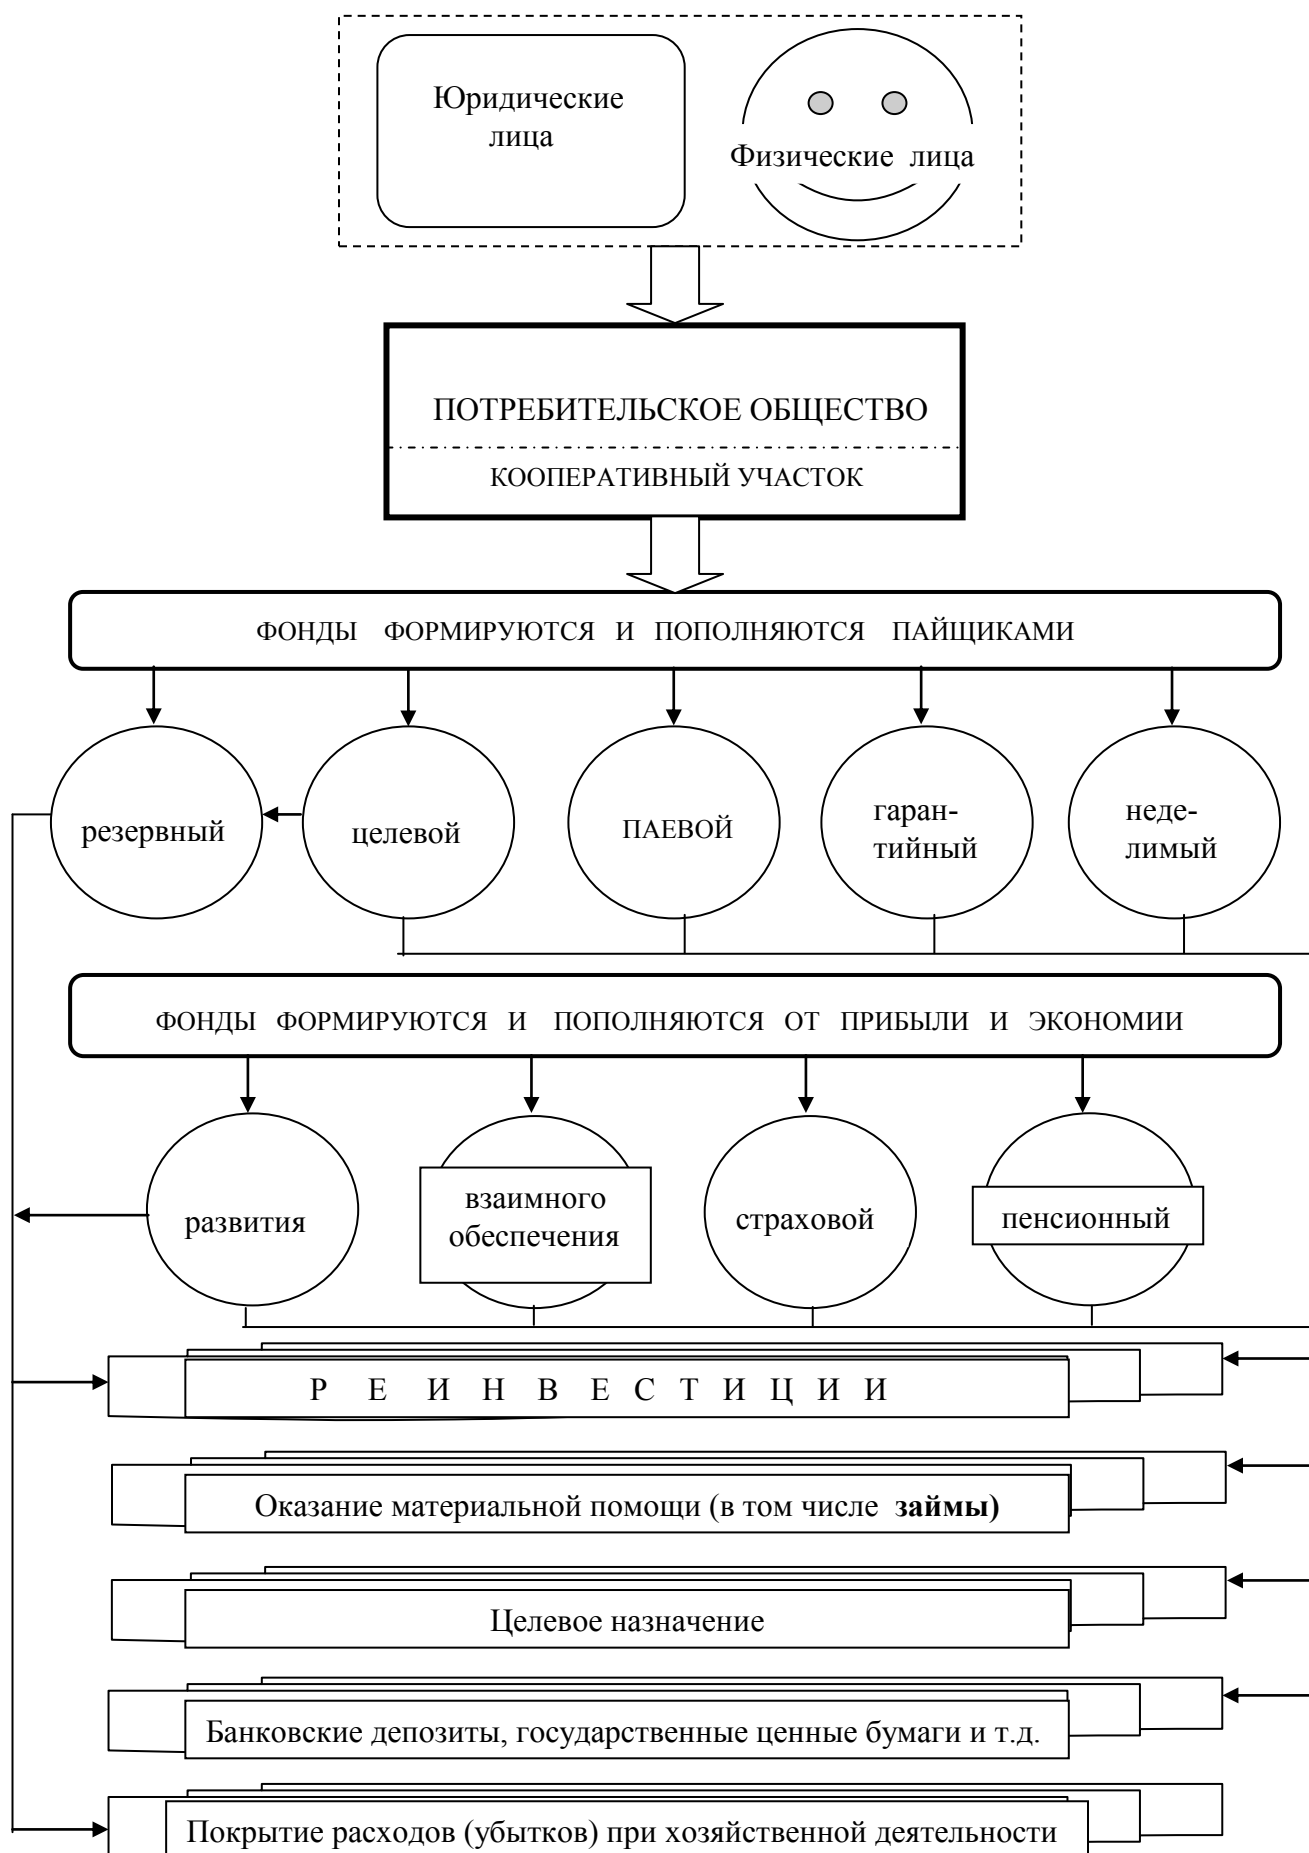 Юридические
лица
Физические лица
ПОТРЕБИТЕЛЬСКОЕ ОБЩЕСТВО
КООПЕРАТИВНЫЙ УЧАСТОК
ФОНДЫ ФОРМИРУЮТСЯ И ПОПОЛНЯЮТСЯ ПАЙЩИКАМИ
резервный
целевой
ПАЕВОЙ
гаран-
тийный
неде-
лимый
ФОНДЫ ФОРМИРУЮТСЯ И ПОПОЛНЯЮТСЯ ОТ ПРИБЫЛИ И ЭКОНОМИИ
развития
взаимного
обеспечения
страховой
пенсионный
Р Е И Н В Е С Т И Ц И И
Оказание материальной помощи (в том числе займы)
Целевое назначение
Банковские депозиты, государственные ценные бумаги и т.д.
Покрытие расходов (убытков) при хозяйственной деятельности